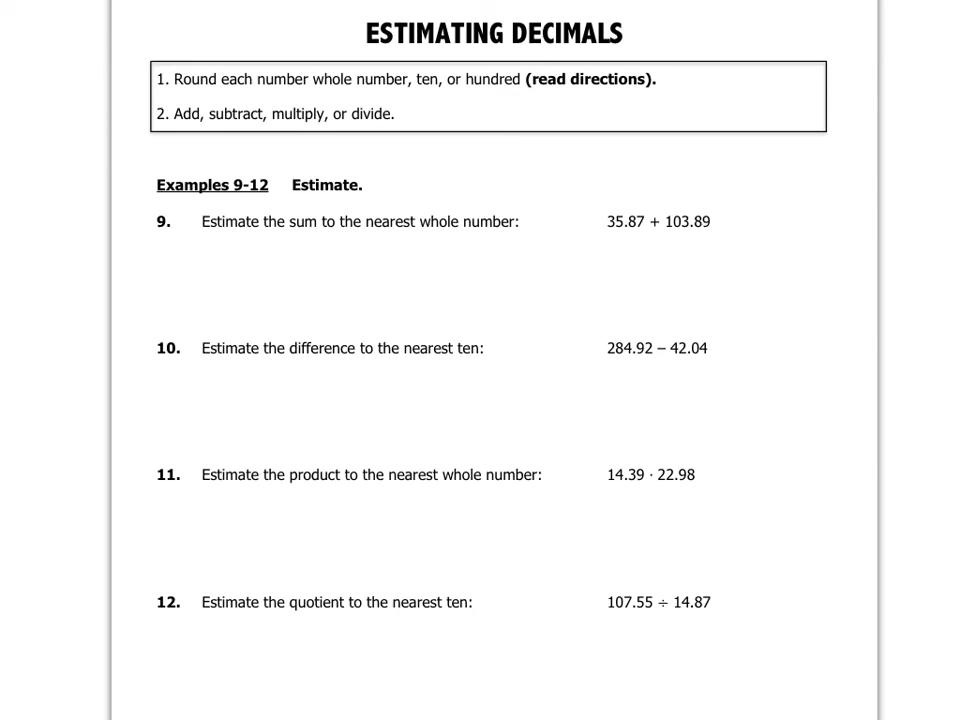 ESTIMATING DECIMALS
1. Round each number whole number, ten, or hundred (read directions).
2. Add, subtract, multiply, or divide.
Examples 9-12 Estimate.
9. Estimate the sum to the nearest whole number: 35.87 + 103.89
10. Estimate the difference to the nearest ten: 284.92 – 42.04
11. Estimate the product to the nearest whole number: 14.39 · 22.98
12. Estimate the quotient to the nearest ten: 107.55 ÷ 14.87